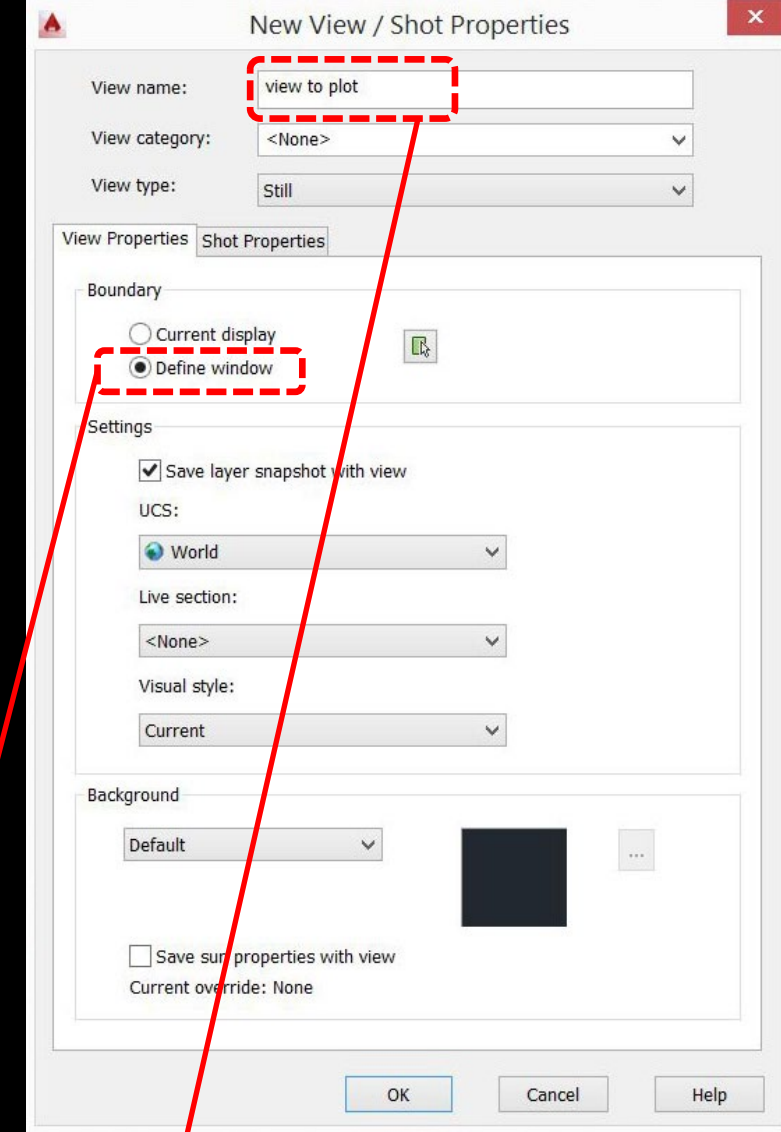 New View / Shot Properties
View name: view to plot
View category: <None>
View type: Still
View Properties Shot Properties
Boundary
Current display
Define window
Settings
Save layer snapshot with view
UCS:
World
Live section:
<None>
Visual style:
Current
Background
Default ...
Save sun properties with view
Current override: None
OK Cancel Help